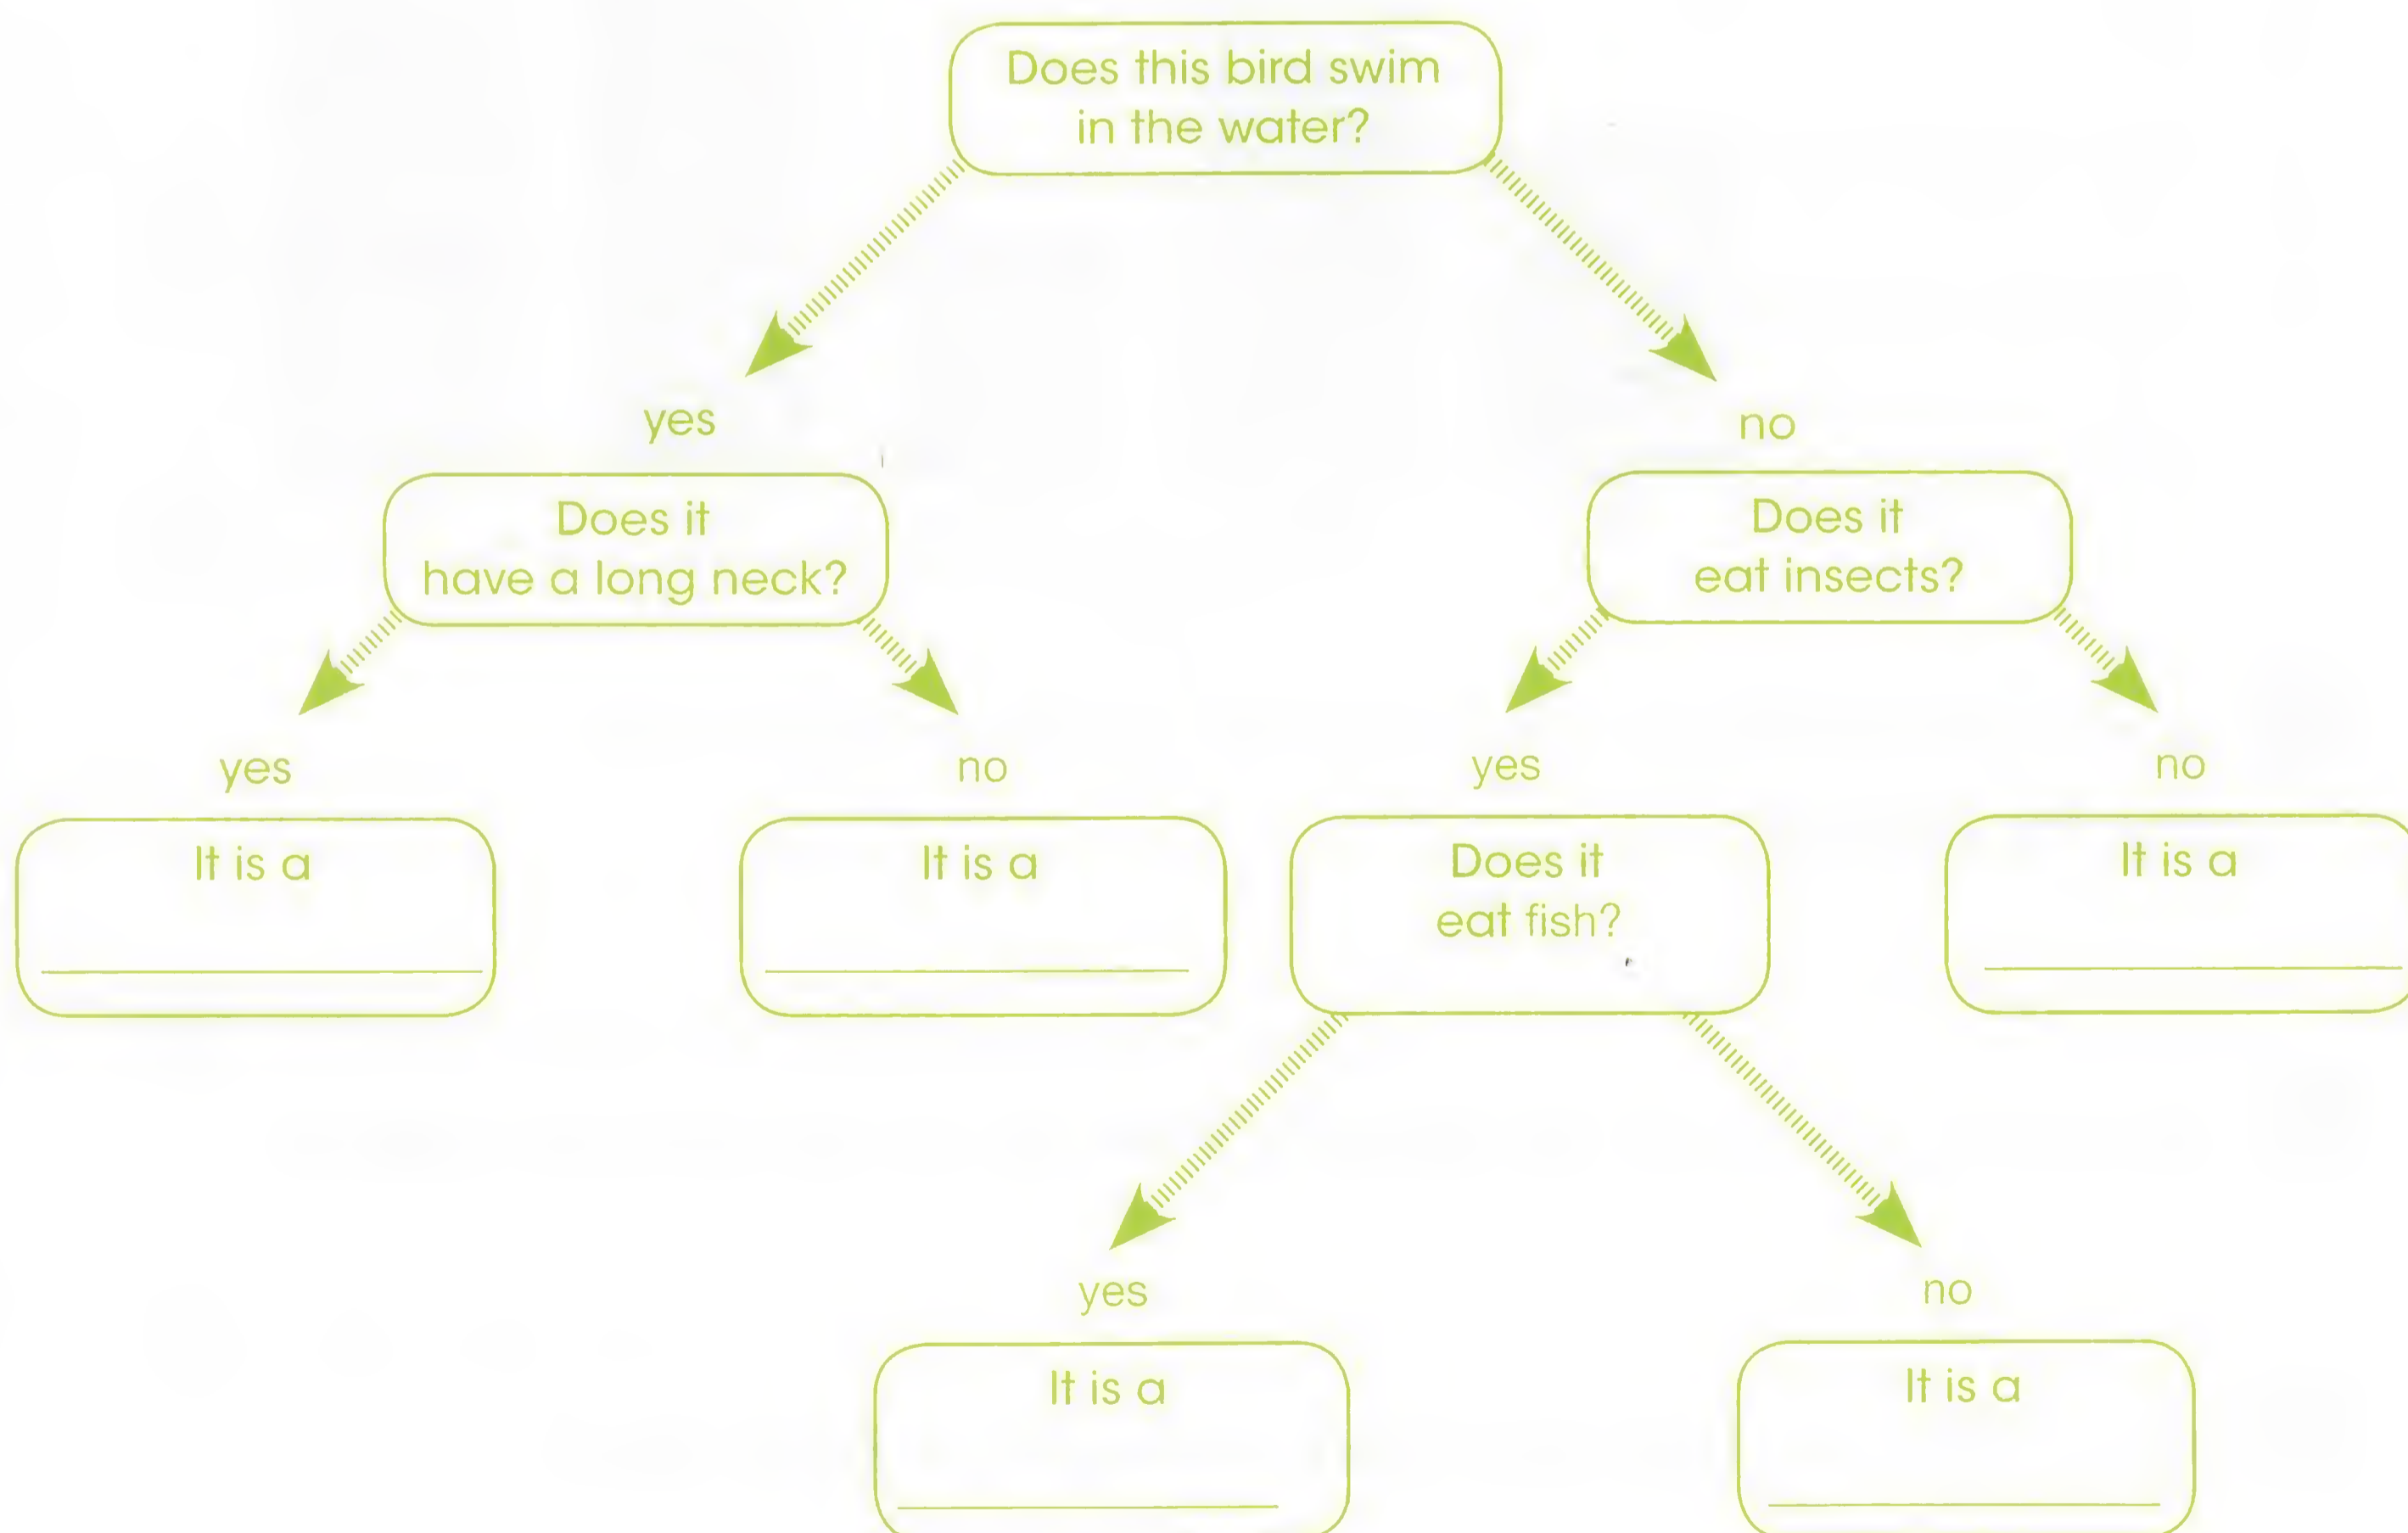 Does this bird swim
in the water?
yes
no
Does it
have a long neck?
Does it
eat insects?
yes
no
yes
no
It is a
It is a
Does it
eat fish?
It is a
yes
no
It is a
It is a